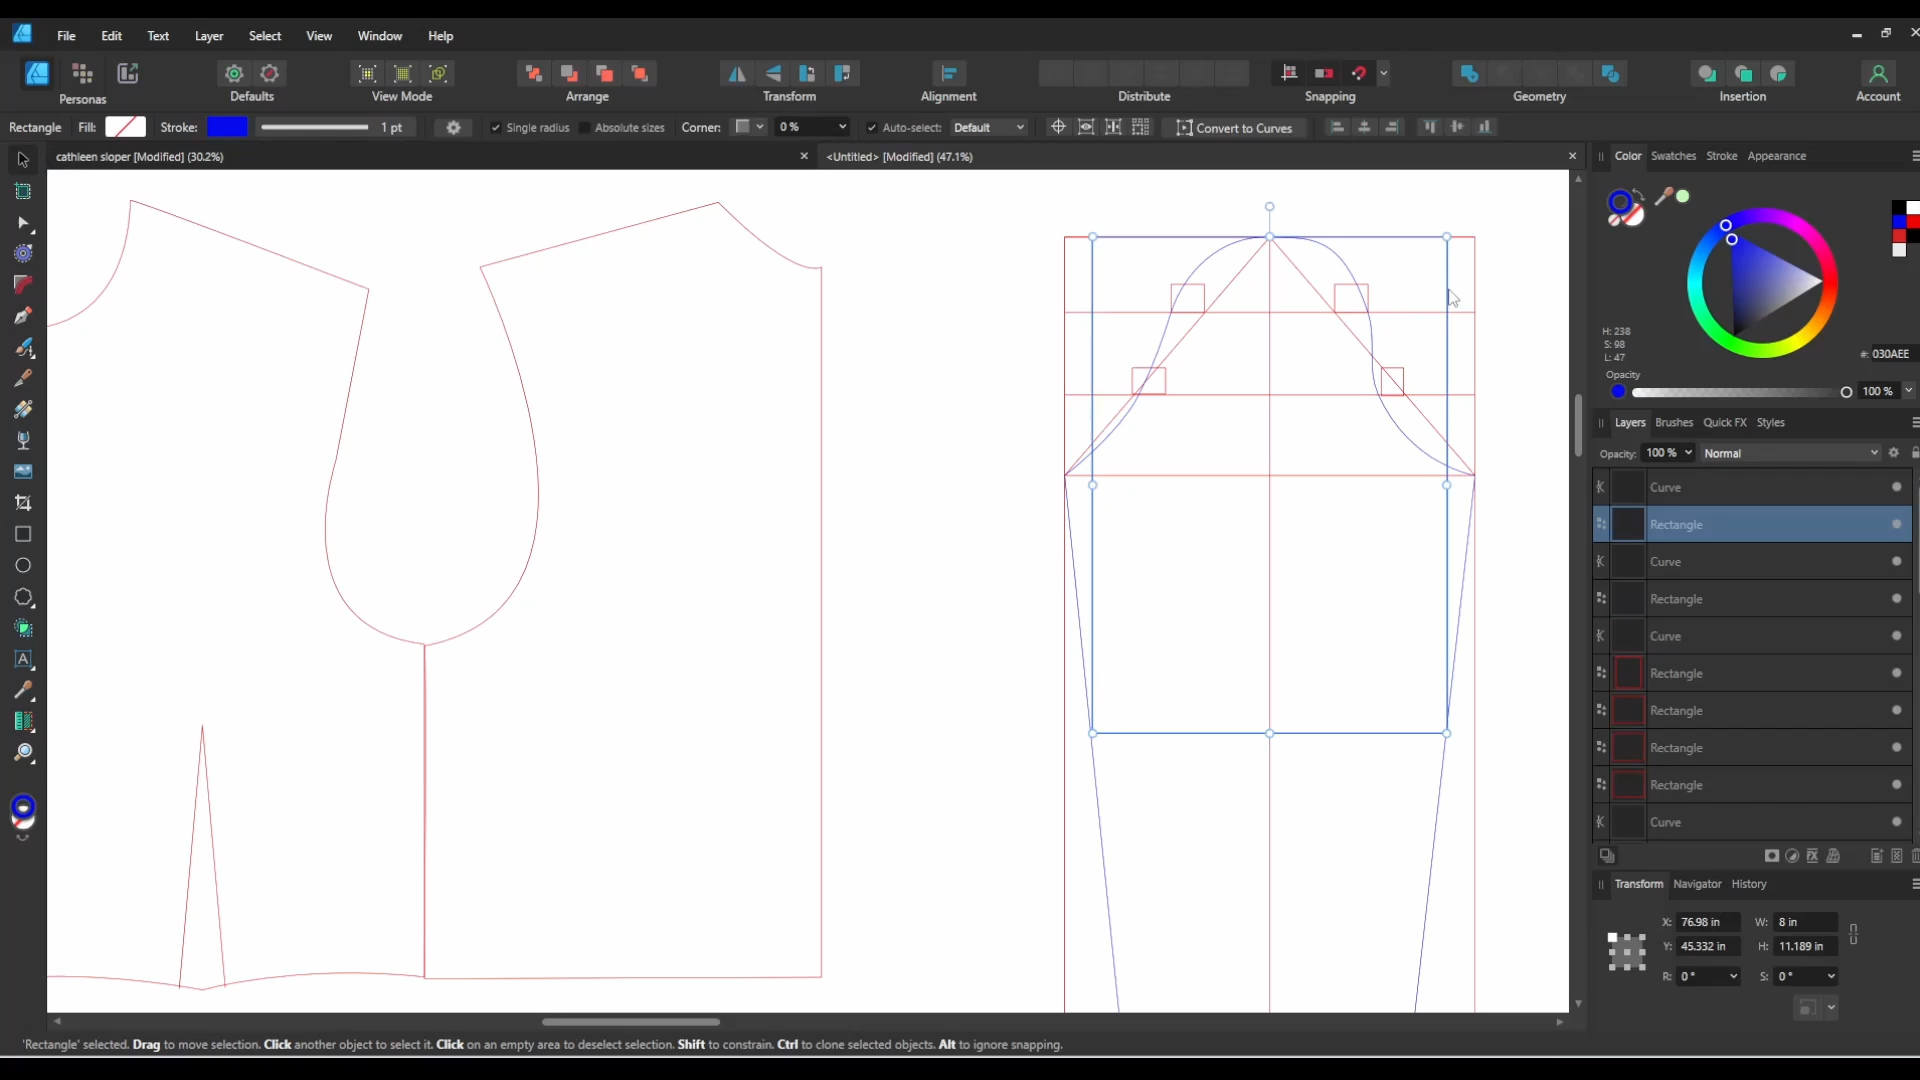 File Edit Text Layer Select View Window Help
Personas Defaults View Mode Arrange Transform Alignment Distribute Snapping Geometry Insertion Account
Rectangle Fill: Stroke: 1 pt Single radius Absolute sizes Corner: 0 % Auto-select: Default Convert to Curves
cathleen sloper [Modified] (30.2%) <Untitled> [Modified] (47.1%)
Color Swatches Stroke Appearance
H: 238
S: 98
L: 47
#: 030AEE
Opacity
100 %
Layers Brushes Quick FX Styles
Opacity: 100 % Normal
Curve
Rectangle
Curve
Rectangle
Curve
Rectangle
Rectangle
Rectangle
Rectangle
Curve
Transform Navigator History
X: 76.98 in W: 8 in
Y: 45.332 in H: 11.189 in
R: 0 ° S: 0 °
'Rectangle' selected. Drag to move selection. Click another object to select it. Click on an empty area to deselect selection. Shift to constrain. Ctrl to clone selected objects. Alt to ignore snapping.